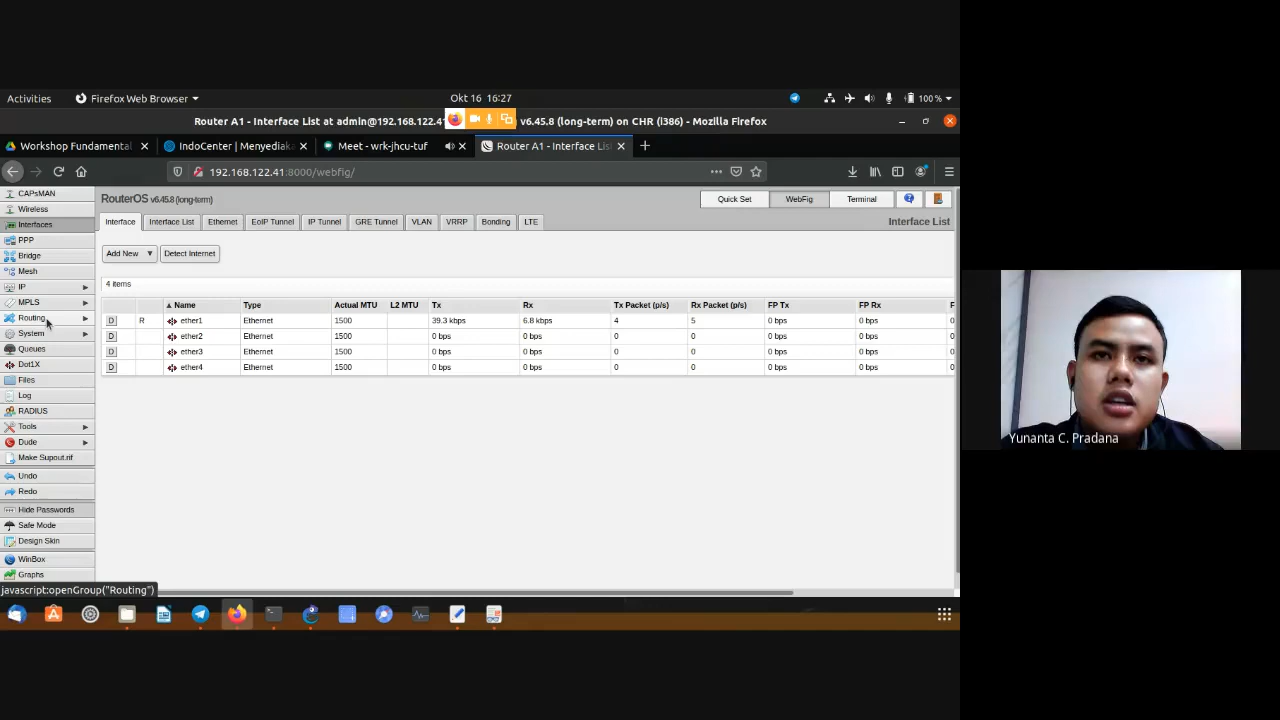 Activities
Firefox Web Browser
Okt 16 16:27
100 %
Router A1 - Interface List at admin@192.168.122.41
v6.45.8 (long-term) on CHR (i386) - Mozilla Firefox
Workshop Fundamental
IndoCenter | Menyediaka
Meet - wrk-jhcu-tuf
Router A1 - Interface Lis
192.168.122.41:8000/webfig/
CAPsMAN
Wireless
Interfaces
PPP
Bridge
Mesh
IP
MPLS
Routing
System
Queues
Dot1X
Files
Log
RADIUS
Tools
Dude
Make Supout.rif
Undo
Redo
Hide Passwords
Safe Mode
Design Skin
WinBox
Graphs
javascript:openGroup("Routing")
RouterOS v6.45.8 (long-term)
Quick Set WebFig Terminal
Interface Interface List Ethernet EoIP Tunnel IP Tunnel GRE Tunnel VLAN VRRP Bonding LTE
Interface List
Add New Detect Internet
4 items
Name Type Actual MTU L2 MTU Tx Rx Tx Packet (p/s) Rx Packet (p/s) FP Tx FP Rx F
D R ether1 Ethernet 1500 39.3 kbps 6.8 kbps 4 5 0 bps 0 bps 0
D ether2 Ethernet 1500 0 bps 0 bps 0 0 0 bps 0 bps 0
D ether3 Ethernet 1500 0 bps 0 bps 0 0 0 bps 0 bps 0
D ether4 Ethernet 1500 0 bps 0 bps 0 0 0 bps 0 bps 0
Yunanta C. Pradana